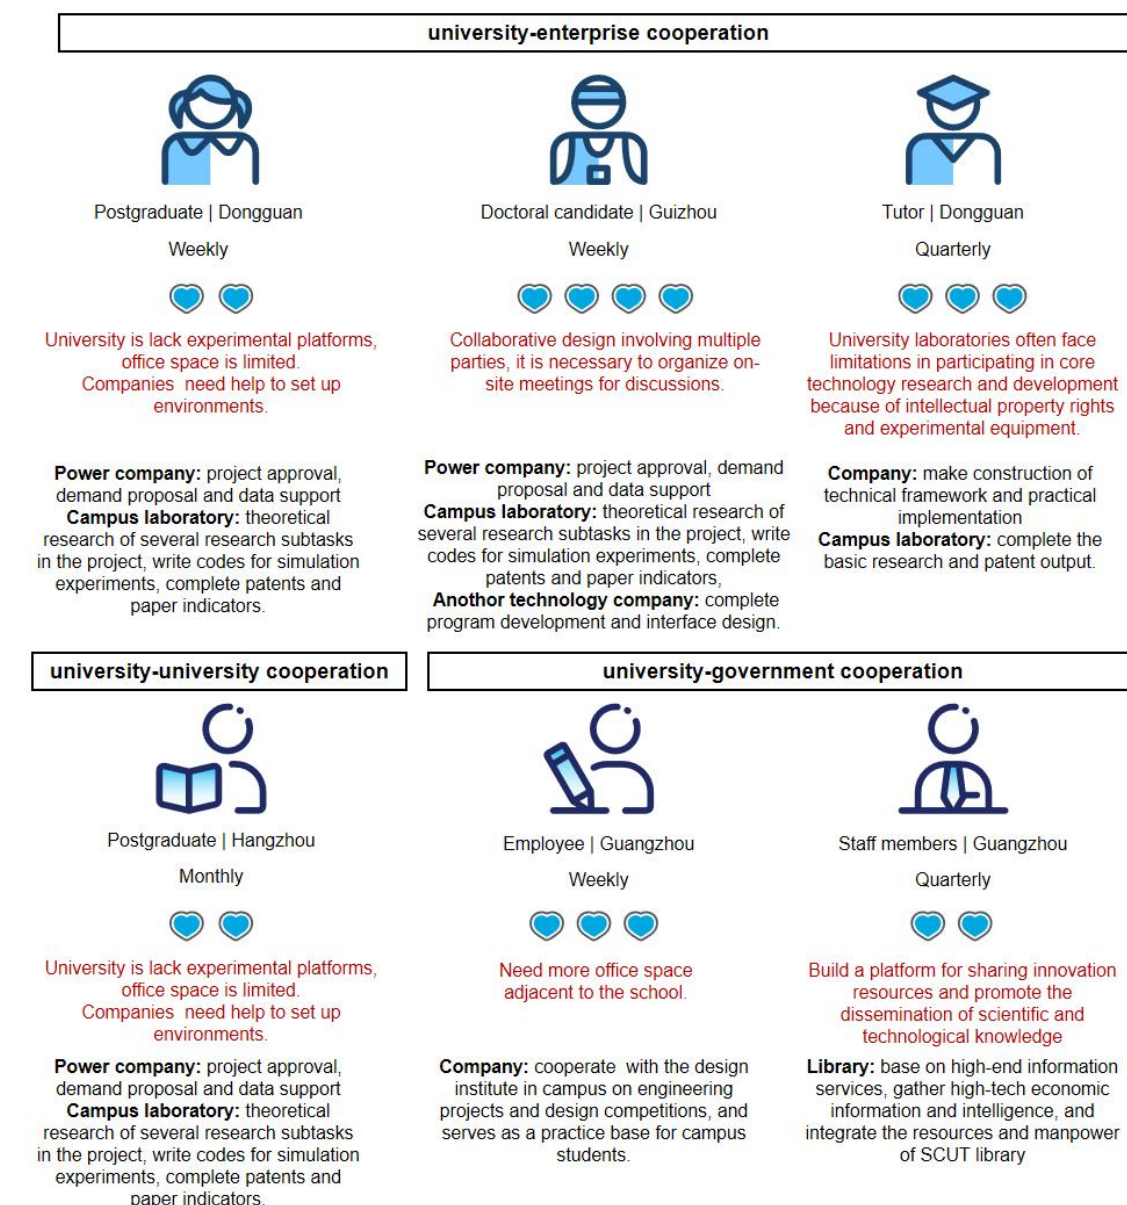 university-enterprise cooperation
Postgraduate | Dongguan
Weekly
University is lack experimental platforms,
office space is limited.
Companies need help to set up
environments.
Power company: project approval,
demand proposal and data support
Campus laboratory: theoretical
research of several research subtasks
in the project, write codes for simulation
experiments, complete patents and
paper indicators.
Doctoral candidate | Guizhou
Weekly
Collaborative design involving multiple
parties, it is necessary to organize on-
site meetings for discussions.
Power company: project approval, demand
proposal and data support
Campus laboratory: theoretical research of
several research subtasks in the project, write
codes for simulation experiments, complete
patents and paper indicators,
Anothor technology company: complete
program development and interface design.
Tutor | Dongguan
Quarterly
University laboratories often face
limitations in participating in core
technology research and development
because of intellectual property rights
and experimental equipment.
Company: make construction of
technical framework and practical
implementation
Campus laboratory: complete the
basic research and patent output.
university-university cooperation
Postgraduate | Hangzhou
Monthly
University is lack experimental platforms,
office space is limited.
Companies need help to set up
environments.
Power company: project approval,
demand proposal and data support
Campus laboratory: theoretical
research of several research subtasks
in the project, write codes for simulation
experiments, complete patents and
paper indicators.
university-government cooperation
Employee | Guangzhou
Weekly
Need more office space
adjacent to the school.
Company: cooperate with the design
institute in campus on engineering
projects and design competitions, and
serves as a practice base for campus
students.
Staff members | Guangzhou
Quarterly
Build a platform for sharing innovation
resources and promote the
dissemination of scientific and
technological knowledge
Library: base on high-end information
services, gather high-tech economic
information and intelligence, and
integrate the resources and manpower
of SCUT library